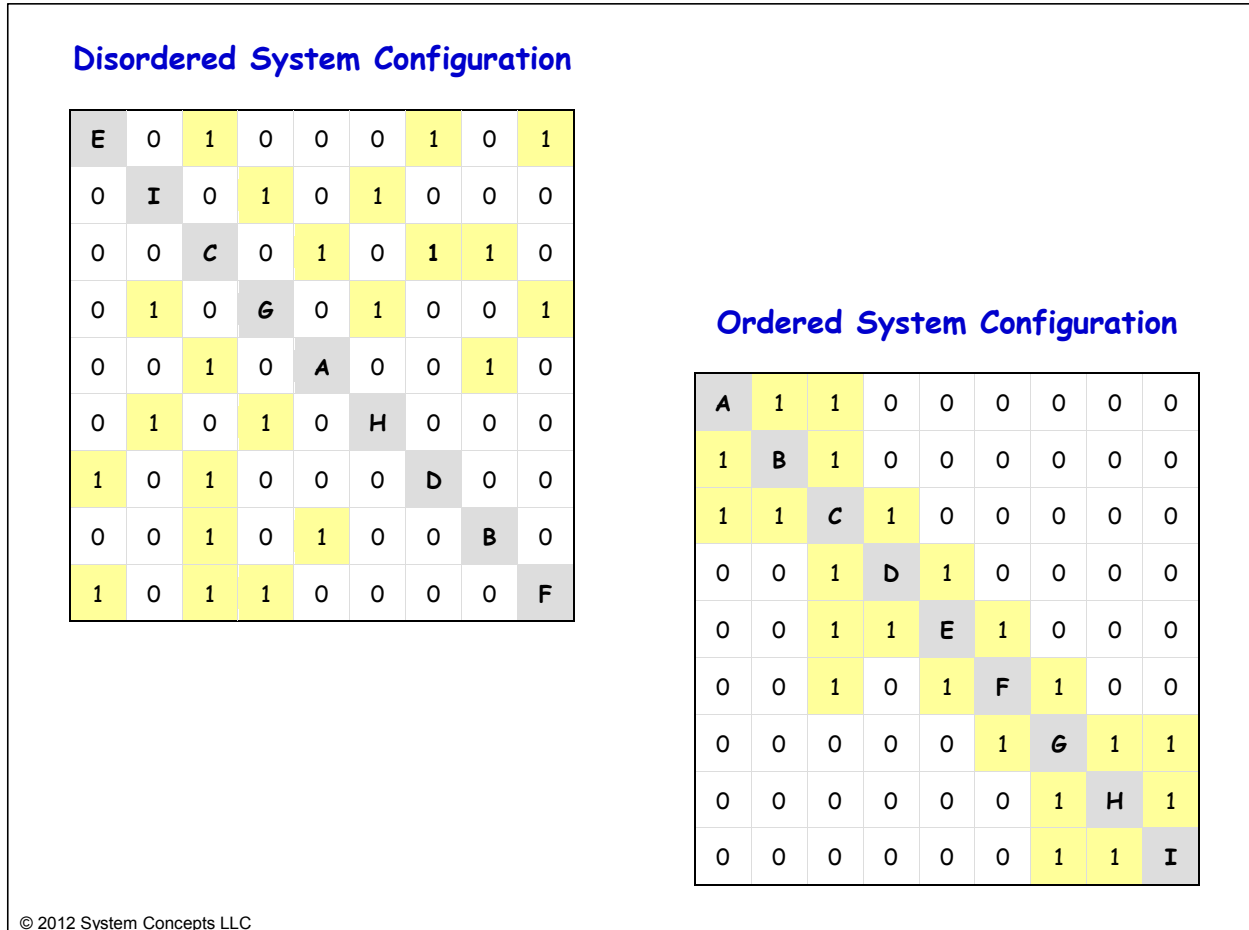 Disordered System Configuration
E 0 1 0 0 0 1 0 1
0 I 0 1 0 1 0 0 0
0 0 C 0 1 0 1 1 0
0 1 0 G 0 1 0 0 1
0 0 1 0 A 0 0 1 0
0 1 0 1 0 H 0 0 0
1 0 1 0 0 0 D 0 0
0 0 1 0 1 0 0 B 0
1 0 1 1 0 0 0 0 F
Ordered System Configuration
A 1 1 0 0 0 0 0 0
1 B 1 0 0 0 0 0 0
1 1 C 1 0 0 0 0 0
0 0 1 D 1 0 0 0 0
0 0 1 1 E 1 0 0 0
0 0 1 0 1 F 1 0 0
0 0 0 0 0 1 G 1 1
0 0 0 0 0 0 1 H 1
0 0 0 0 0 0 1 1 I
© 2012 System Concepts LLC